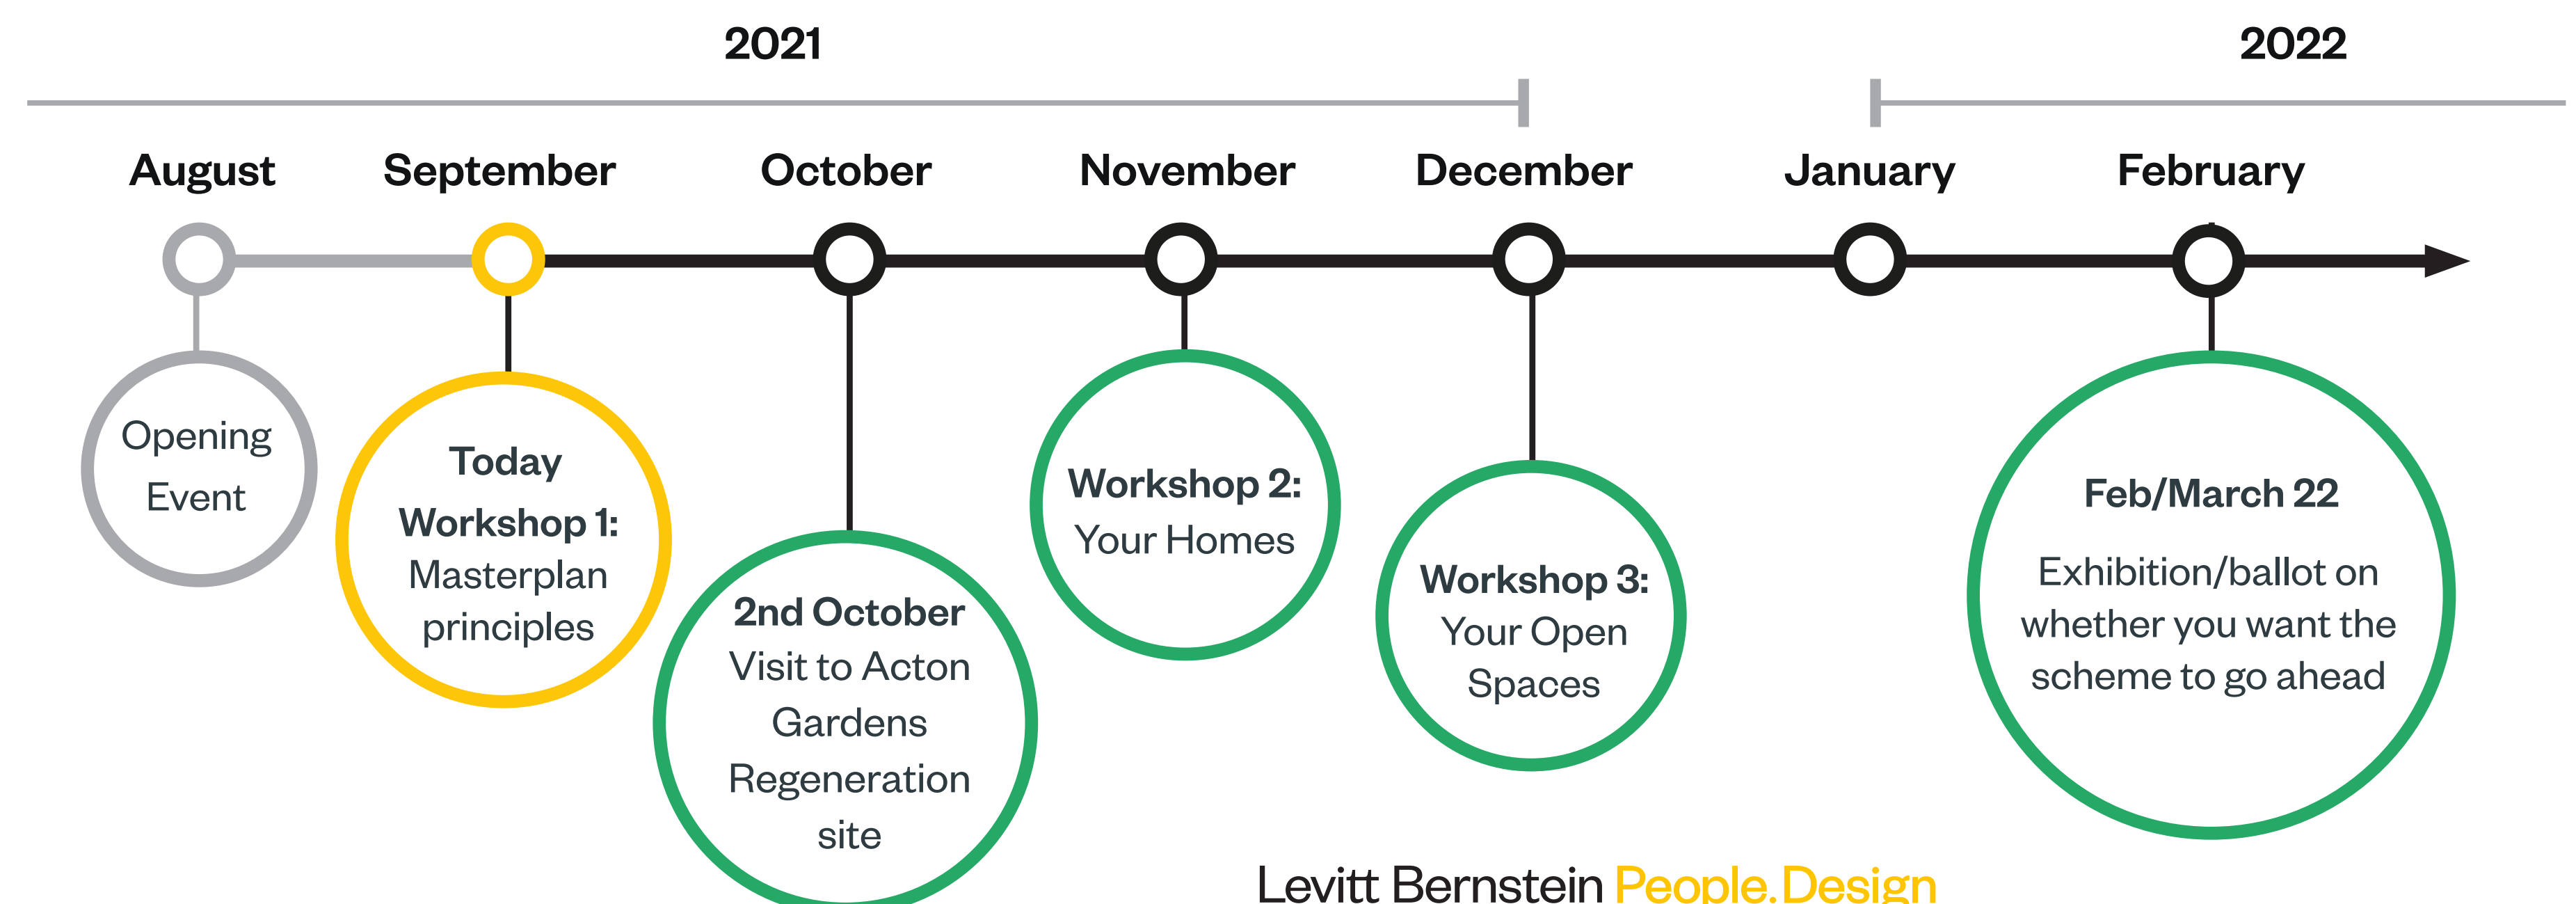 2021
2022
August
September
October
November
December
January
February
Opening
Event
Today
Workshop 1:
Masterplan
principles
2nd October
Visit to Acton
Gardens
Regeneration
site
Workshop 2:
Your Homes
Workshop 3:
Your Open
Spaces
Feb/March 22
Exhibition/ballot on
whether you want the
scheme to go ahead
Levitt Bernstein People.Design